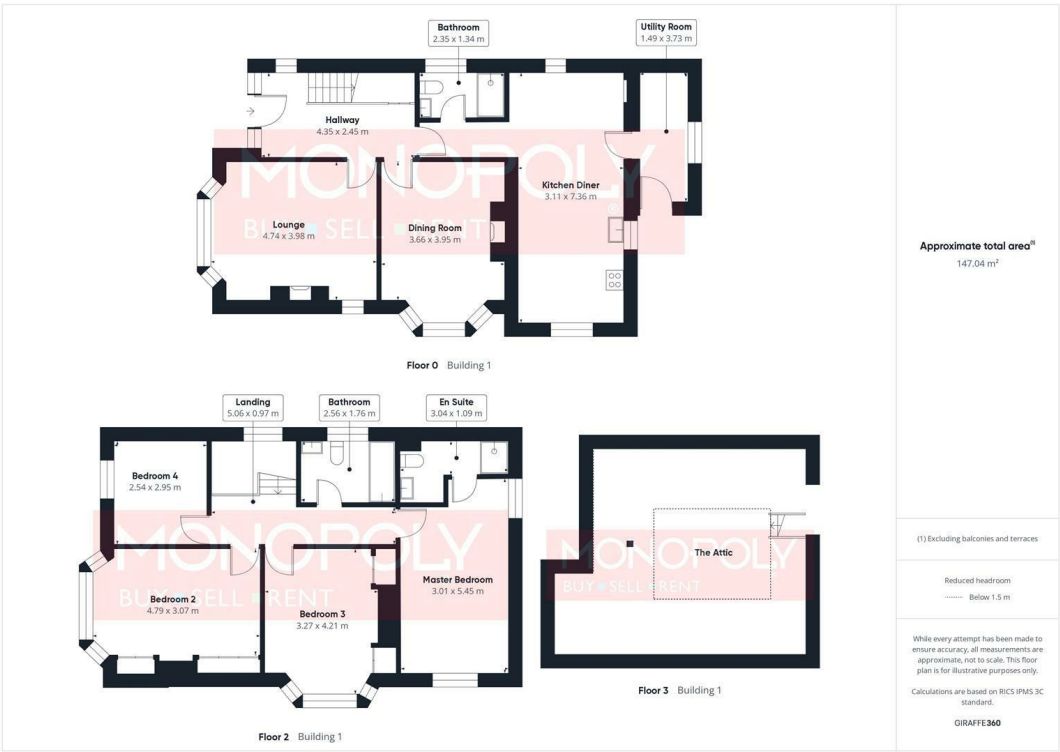 Bathroom
2.35 x 1.34 m
Utility Room
1.49 x 3.73 m
Hallway
4.35 x 2.45 m
MONOPOLY
BUY SELL RENT
®
Kitchen Diner
3.11 x 7.36 m
Lounge
4.74 x 3.98 m
Dining Room
3.66 x 3.95 m
Floor 0 Building 1
Landing
5.06 x 0.97 m
Bathroom
2.56 x 1.76 m
En Suite
3.04 x 1.09 m
Bedroom 4
2.54 x 2.95 m
MONOPOLY
BUY SELL RENT
Bedroom 2
4.79 x 3.07 m
Bedroom 3
3.27 x 4.21 m
Master Bedroom
3.01 x 5.45 m
Floor 2 Building 1
The Attic
MONOPOLY
BUY SELL RENT
Floor 3 Building 1
Approximate total area(1)
147.04 m²
(1) Excluding balconies and terraces
Reduced headroom
Below 1.5 m
While every attempt has been made to
ensure accuracy, all measurements are
approximate, not to scale. This floor
plan is for illustrative purposes only.
Calculations are based on RICS IPMS 3C
standard.
GIRAFFE360